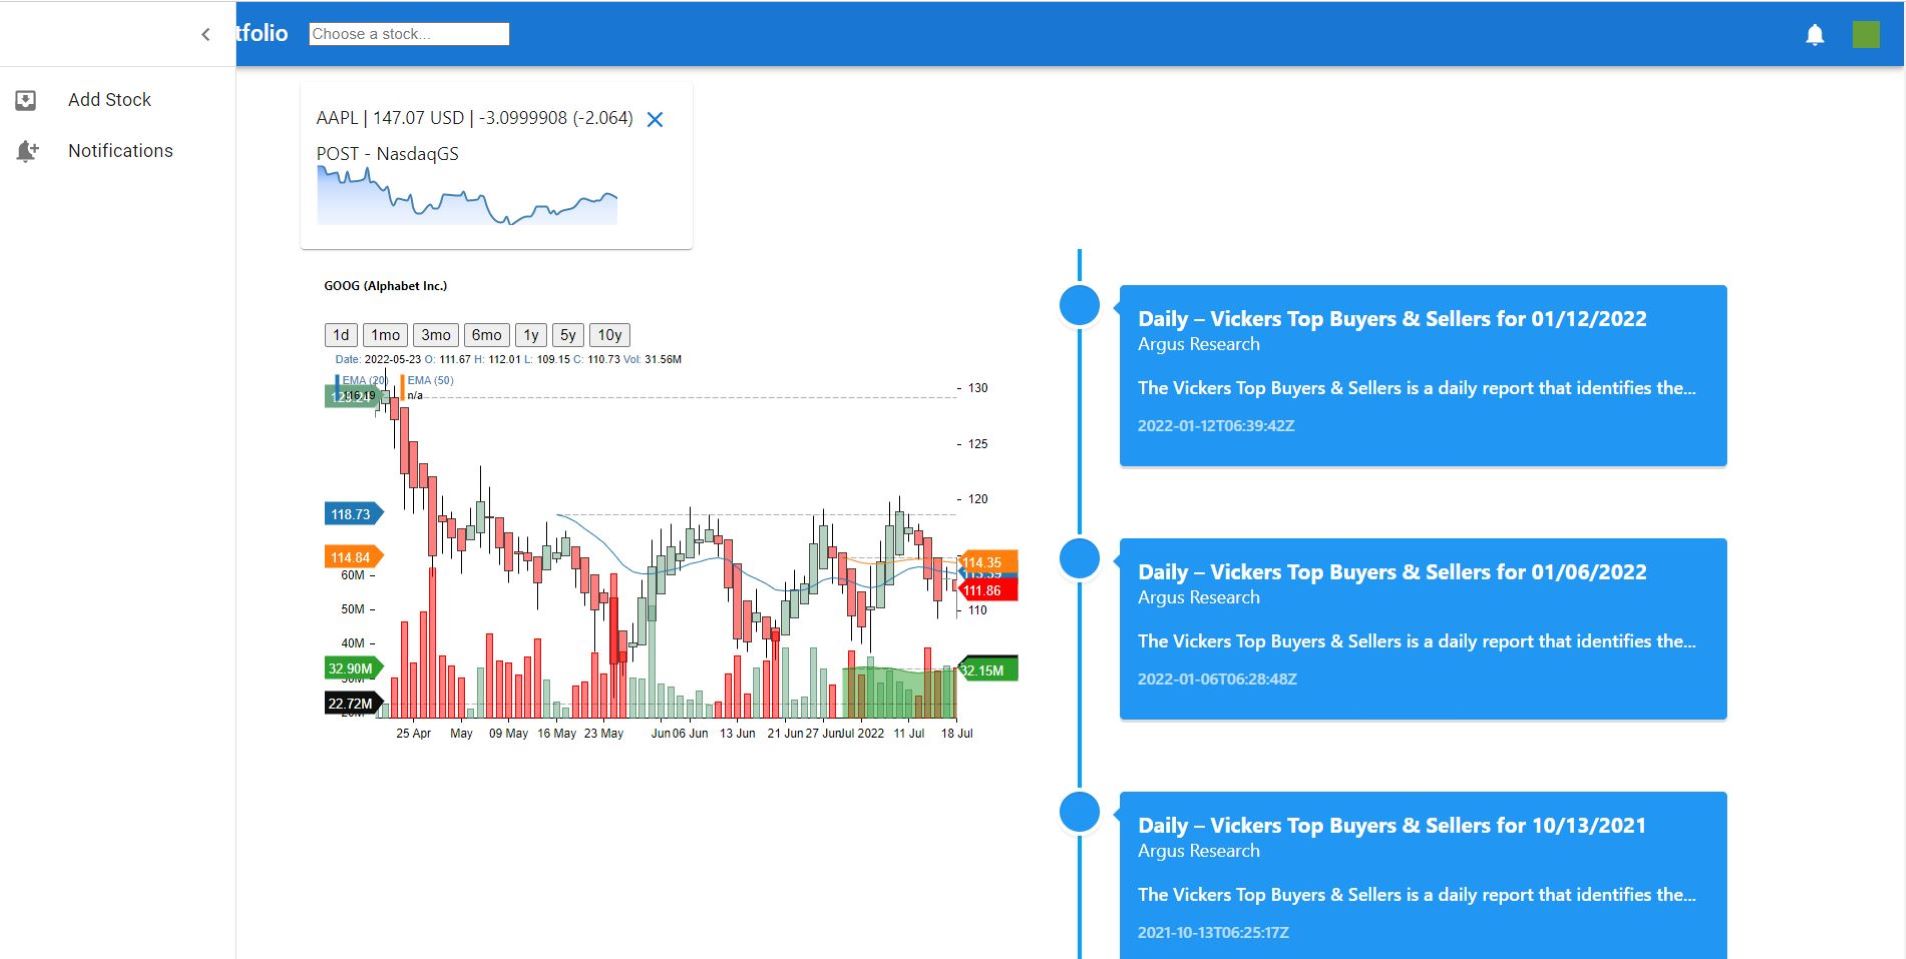 tfolio
Choose a stock...
Add Stock
Notifications
AAPL | 147.07 USD | -3.0999908 (-2.064)
POST - NasdaqGS
GOOG (Alphabet Inc.)
1d 1mo 3mo 6mo 1y 5y 10y
Date: 2022-05-23 O: 111.67 H: 112.01 L: 109.15 C: 110.73 Vol: 31.56M
EMA (20) EMA (50)
116.19 n/a
130
125
120
110
118.73
114.84
60M
50M
40M
32.90M
22.72M
114.35
111.86
32.15M
25 Apr May 09 May 16 May 23 May Jun 06 Jun 13 Jun 21 Jun 27 Jun Jul 2022 11 Jul 18 Jul
Daily – Vickers Top Buyers & Sellers for 01/12/2022
Argus Research
The Vickers Top Buyers & Sellers is a daily report that identifies the...
2022-01-12T06:39:42Z
Daily – Vickers Top Buyers & Sellers for 01/06/2022
Argus Research
The Vickers Top Buyers & Sellers is a daily report that identifies the...
2022-01-06T06:28:48Z
Daily – Vickers Top Buyers & Sellers for 10/13/2021
Argus Research
The Vickers Top Buyers & Sellers is a daily report that identifies the...
2021-10-13T06:25:17Z